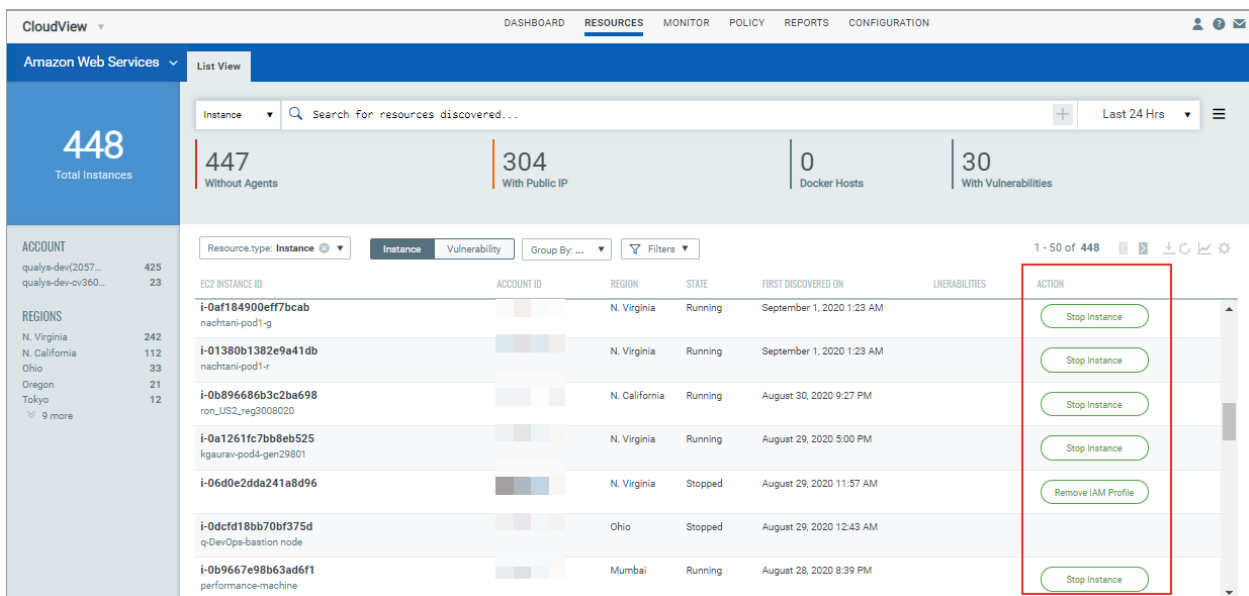 CloudView
DASHBOARD RESOURCES MONITOR POLICY REPORTS CONFIGURATION
Amazon Web Services
List View
448
Total Instances
Instance
Search for resources discovered...
Last 24 Hrs
447
Without Agents
304
With Public IP
0
Docker Hosts
30
With Vulnerabilities
ACCOUNT
qualys-dev(2057... 425
qualys-dev-cv360... 23
REGIONS
N. Virginia 242
N. California 112
Ohio 33
Oregon 21
Tokyo 12
9 more
Resource.type: Instance
Instance Vulnerability Group By: ... Filters
1 - 50 of 448
EC2 INSTANCE ID ACCOUNT ID REGION STATE FIRST DISCOVERED ON LNERABILITIES ACTION
i-0af184900eff7bcab N. Virginia Running September 1, 2020 1:23 AM Stop Instance
nachtani-pod1-g
i-01380b1382e9a41db N. Virginia Running September 1, 2020 1:23 AM Stop Instance
nachtani-pod1-r
i-0b896686b3c2ba698 N. California Running August 30, 2020 9:27 PM Stop Instance
ron_US2_reg3008020
i-0a1261fc7bb8eb525 N. Virginia Running August 29, 2020 5:00 PM Stop Instance
kgaurav-pod4-gen29801
i-06d0e2dda241a8d96 N. Virginia Stopped August 29, 2020 11:57 AM Remove IAM Profile
i-0dcfd18bb70bf375d Ohio Stopped August 29, 2020 12:43 AM
q-DevOps-bastion node
i-0b9667e98b63ad6f1 Mumbai Running August 28, 2020 8:39 PM Stop Instance
performance-machine